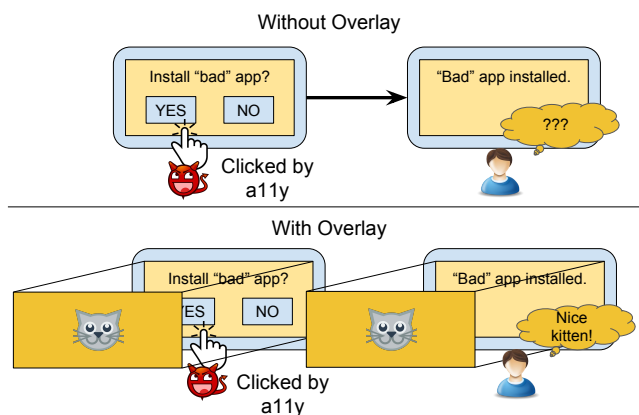 Without Overlay
Install “bad” app?
YES
NO
“Bad” app installed.
???
Clicked by
a11y
With Overlay
Install “bad” app?
YES
NO
“Bad” app installed.
Nice
kitten!
Clicked by
a11y